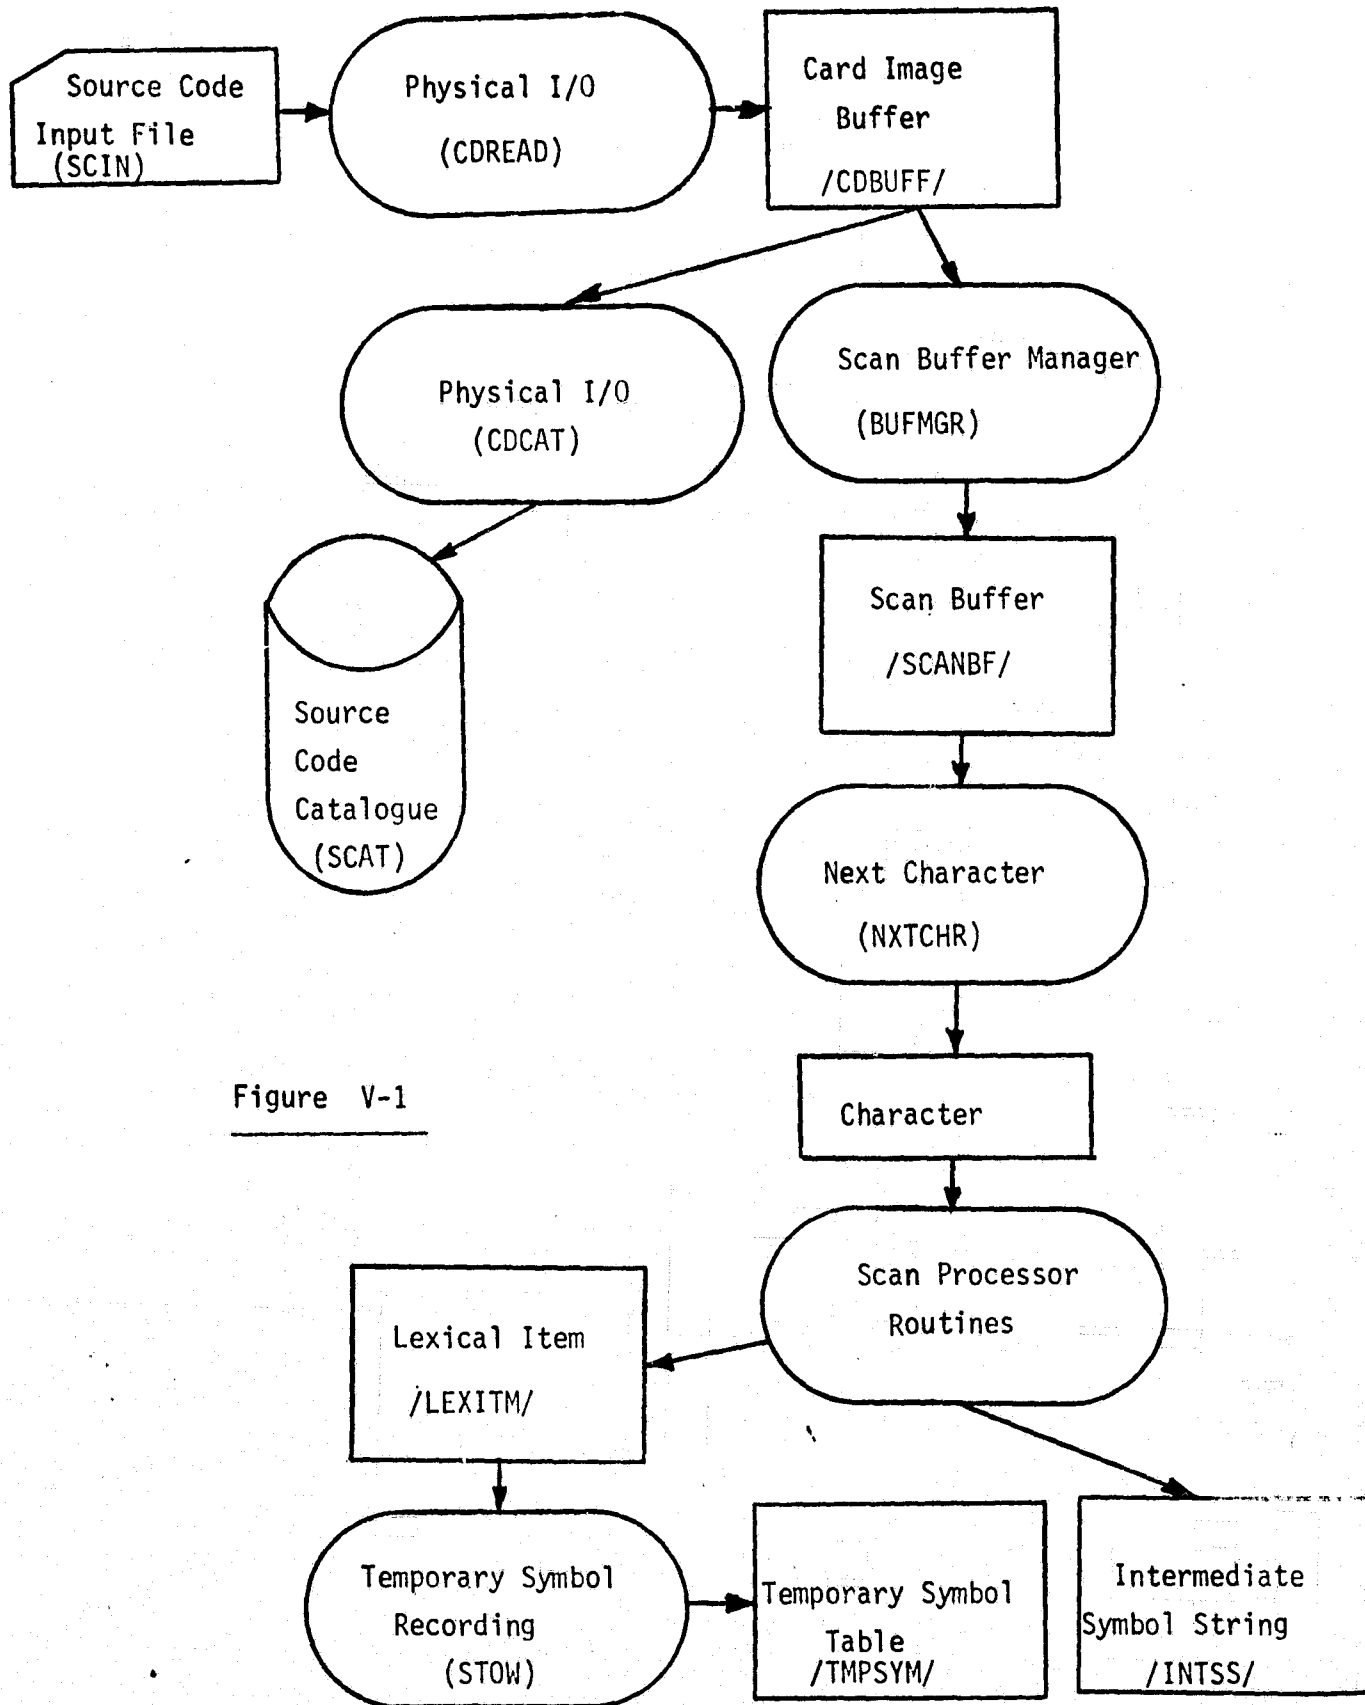 Source Code
Input File
(SCIN)
Physical I/O
(CDREAD)
Card Image
Buffer
/CDBUFF/
Physical I/O
(CDCAT)
Scan Buffer Manager
(BUFMGR)
Scan Buffer
/SCANBF/
Source
Code
Catalogue
(SCAT)
Next Character
(NXTCHR)
Figure V-1
Character
Scan Processor
Routines
Lexical Item
/LEXITM/
Temporary Symbol
Recording
(STOW)
Temporary Symbol
Table
/TMPSYM/
Intermediate
Symbol String
/INTSS/